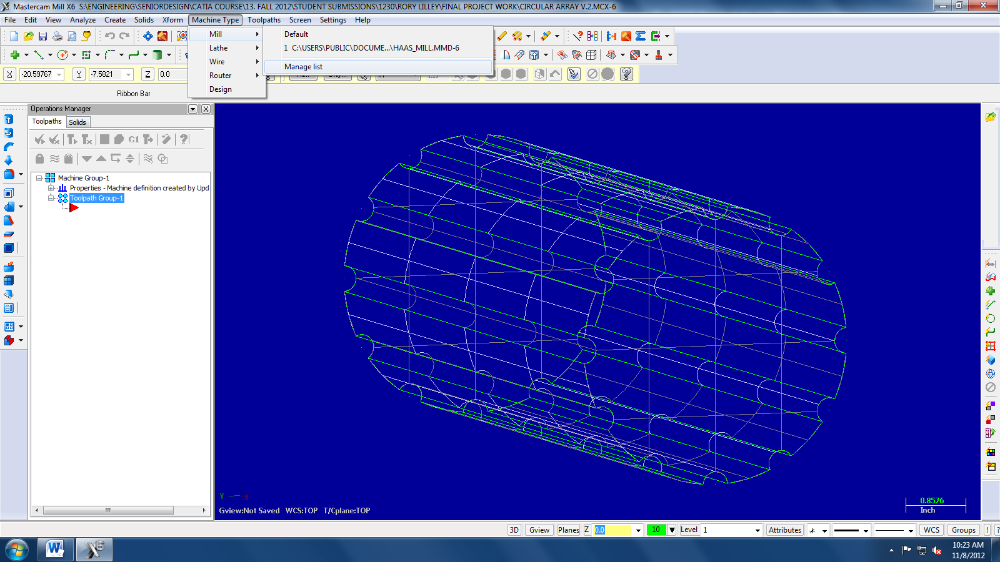 Mastercam Mill X6 S:\ENGINEERING\SENIORDESIGN\CATIA COURSE\13. FALL 2012\STUDENT SUBMISSIONS\1230\RORY LILLEY\FINAL PROJECT WORK\CIRCULAR ARRAY V.2.MCX-6
File Edit View Analyze Create Solids Xform Machine Type Toolpaths Screen Settings Help
Mill
Lathe
Wire
Router
Design
Default
1 C:\USERS\PUBLIC\DOCUME...\HAAS_MILL.MMD-6
Manage list
X -20.59767 Y -7.5821 Z 0.0
Ribbon Bar
Operations Manager
Toolpaths Solids
G1
Machine Group-1
Properties - Machine definition created by Upd
Toolpath Group-1
Y X
Gview:Not Saved WCS:TOP T/Cplane:TOP
0.8576
Inch
3D Gview Planes Z 0.0 10 Level 1 Attributes WCS Groups ! ?
W X6
10:23 AM
11/8/2012